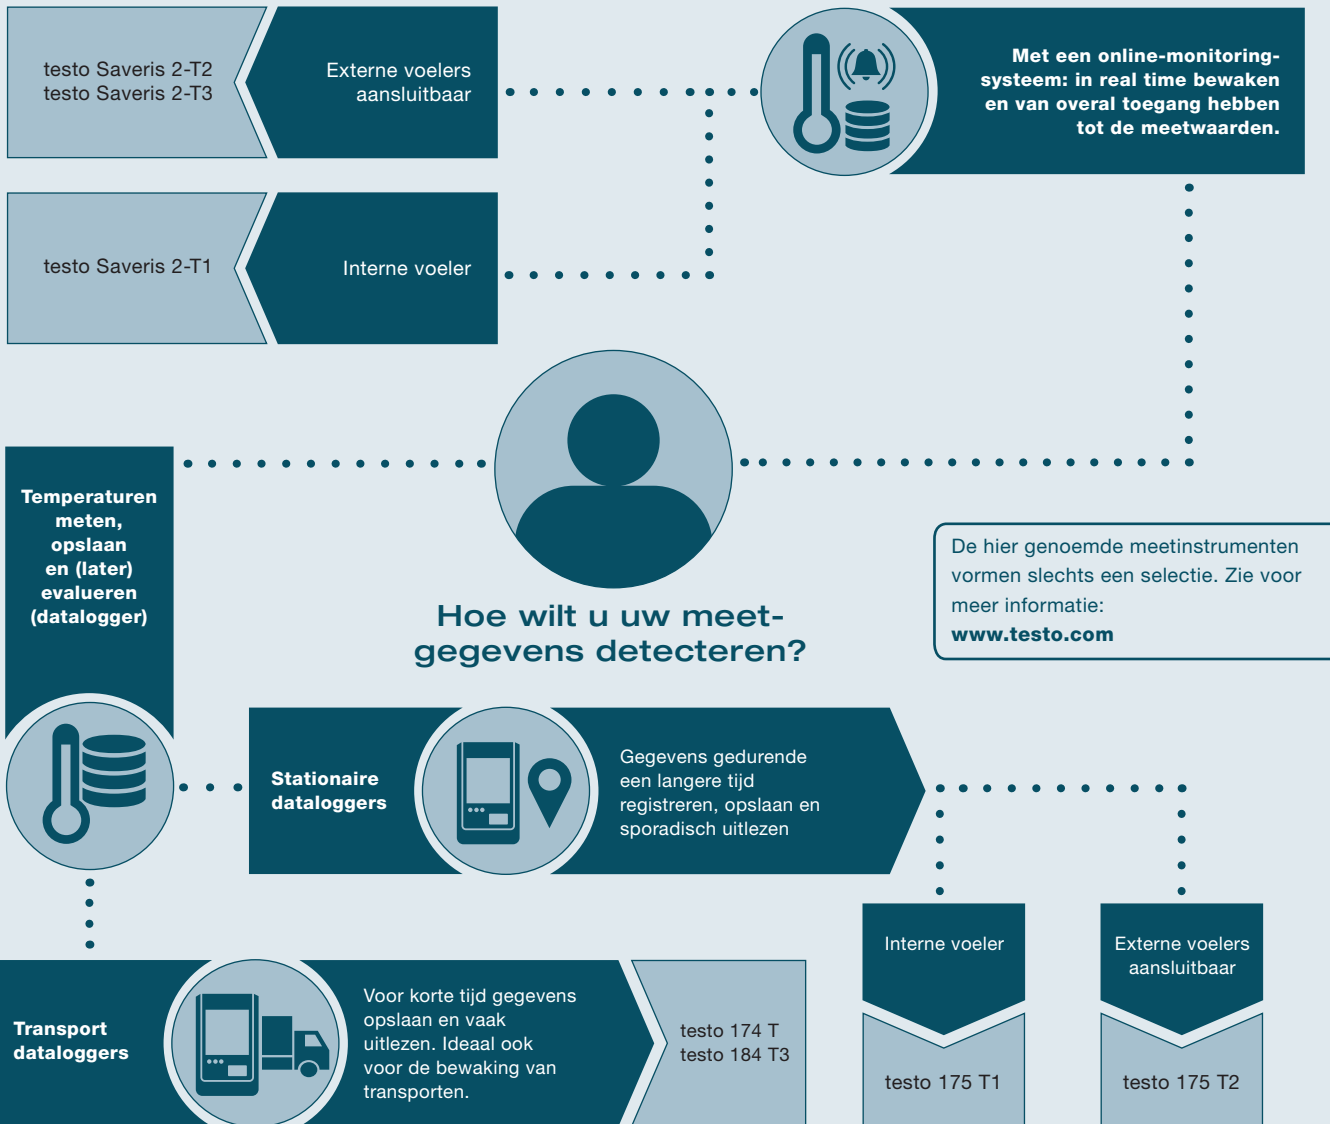 testo Saveris 2-T2
testo Saveris 2-T3
Externe voelers
aansluitbaar
Met een online-monitoring-
systeem: in real time bewaken
en van overal toegang hebben
tot de meetwaarden.
testo Saveris 2-T1
Interne voeler
Temperaturen
meten,
opslaan
en (later)
evalueren
(datalogger)
Hoe wilt u uw meet-
gegevens detecteren?
De hier genoemde meetinstrumenten
vormen slechts een selectie. Zie voor
meer informatie:
www.testo.com
Stationaire
dataloggers
Gegevens gedurende
een langere tijd
registreren, opslaan en
sporadisch uitlezen
Interne voeler
Externe voelers
aansluitbaar
Transport
dataloggers
Voor korte tijd gegevens
opslaan en vaak
uitlezen. Ideaal ook
voor de bewaking van
transporten.
testo 174 T
testo 184 T3
testo 175 T1
testo 175 T2